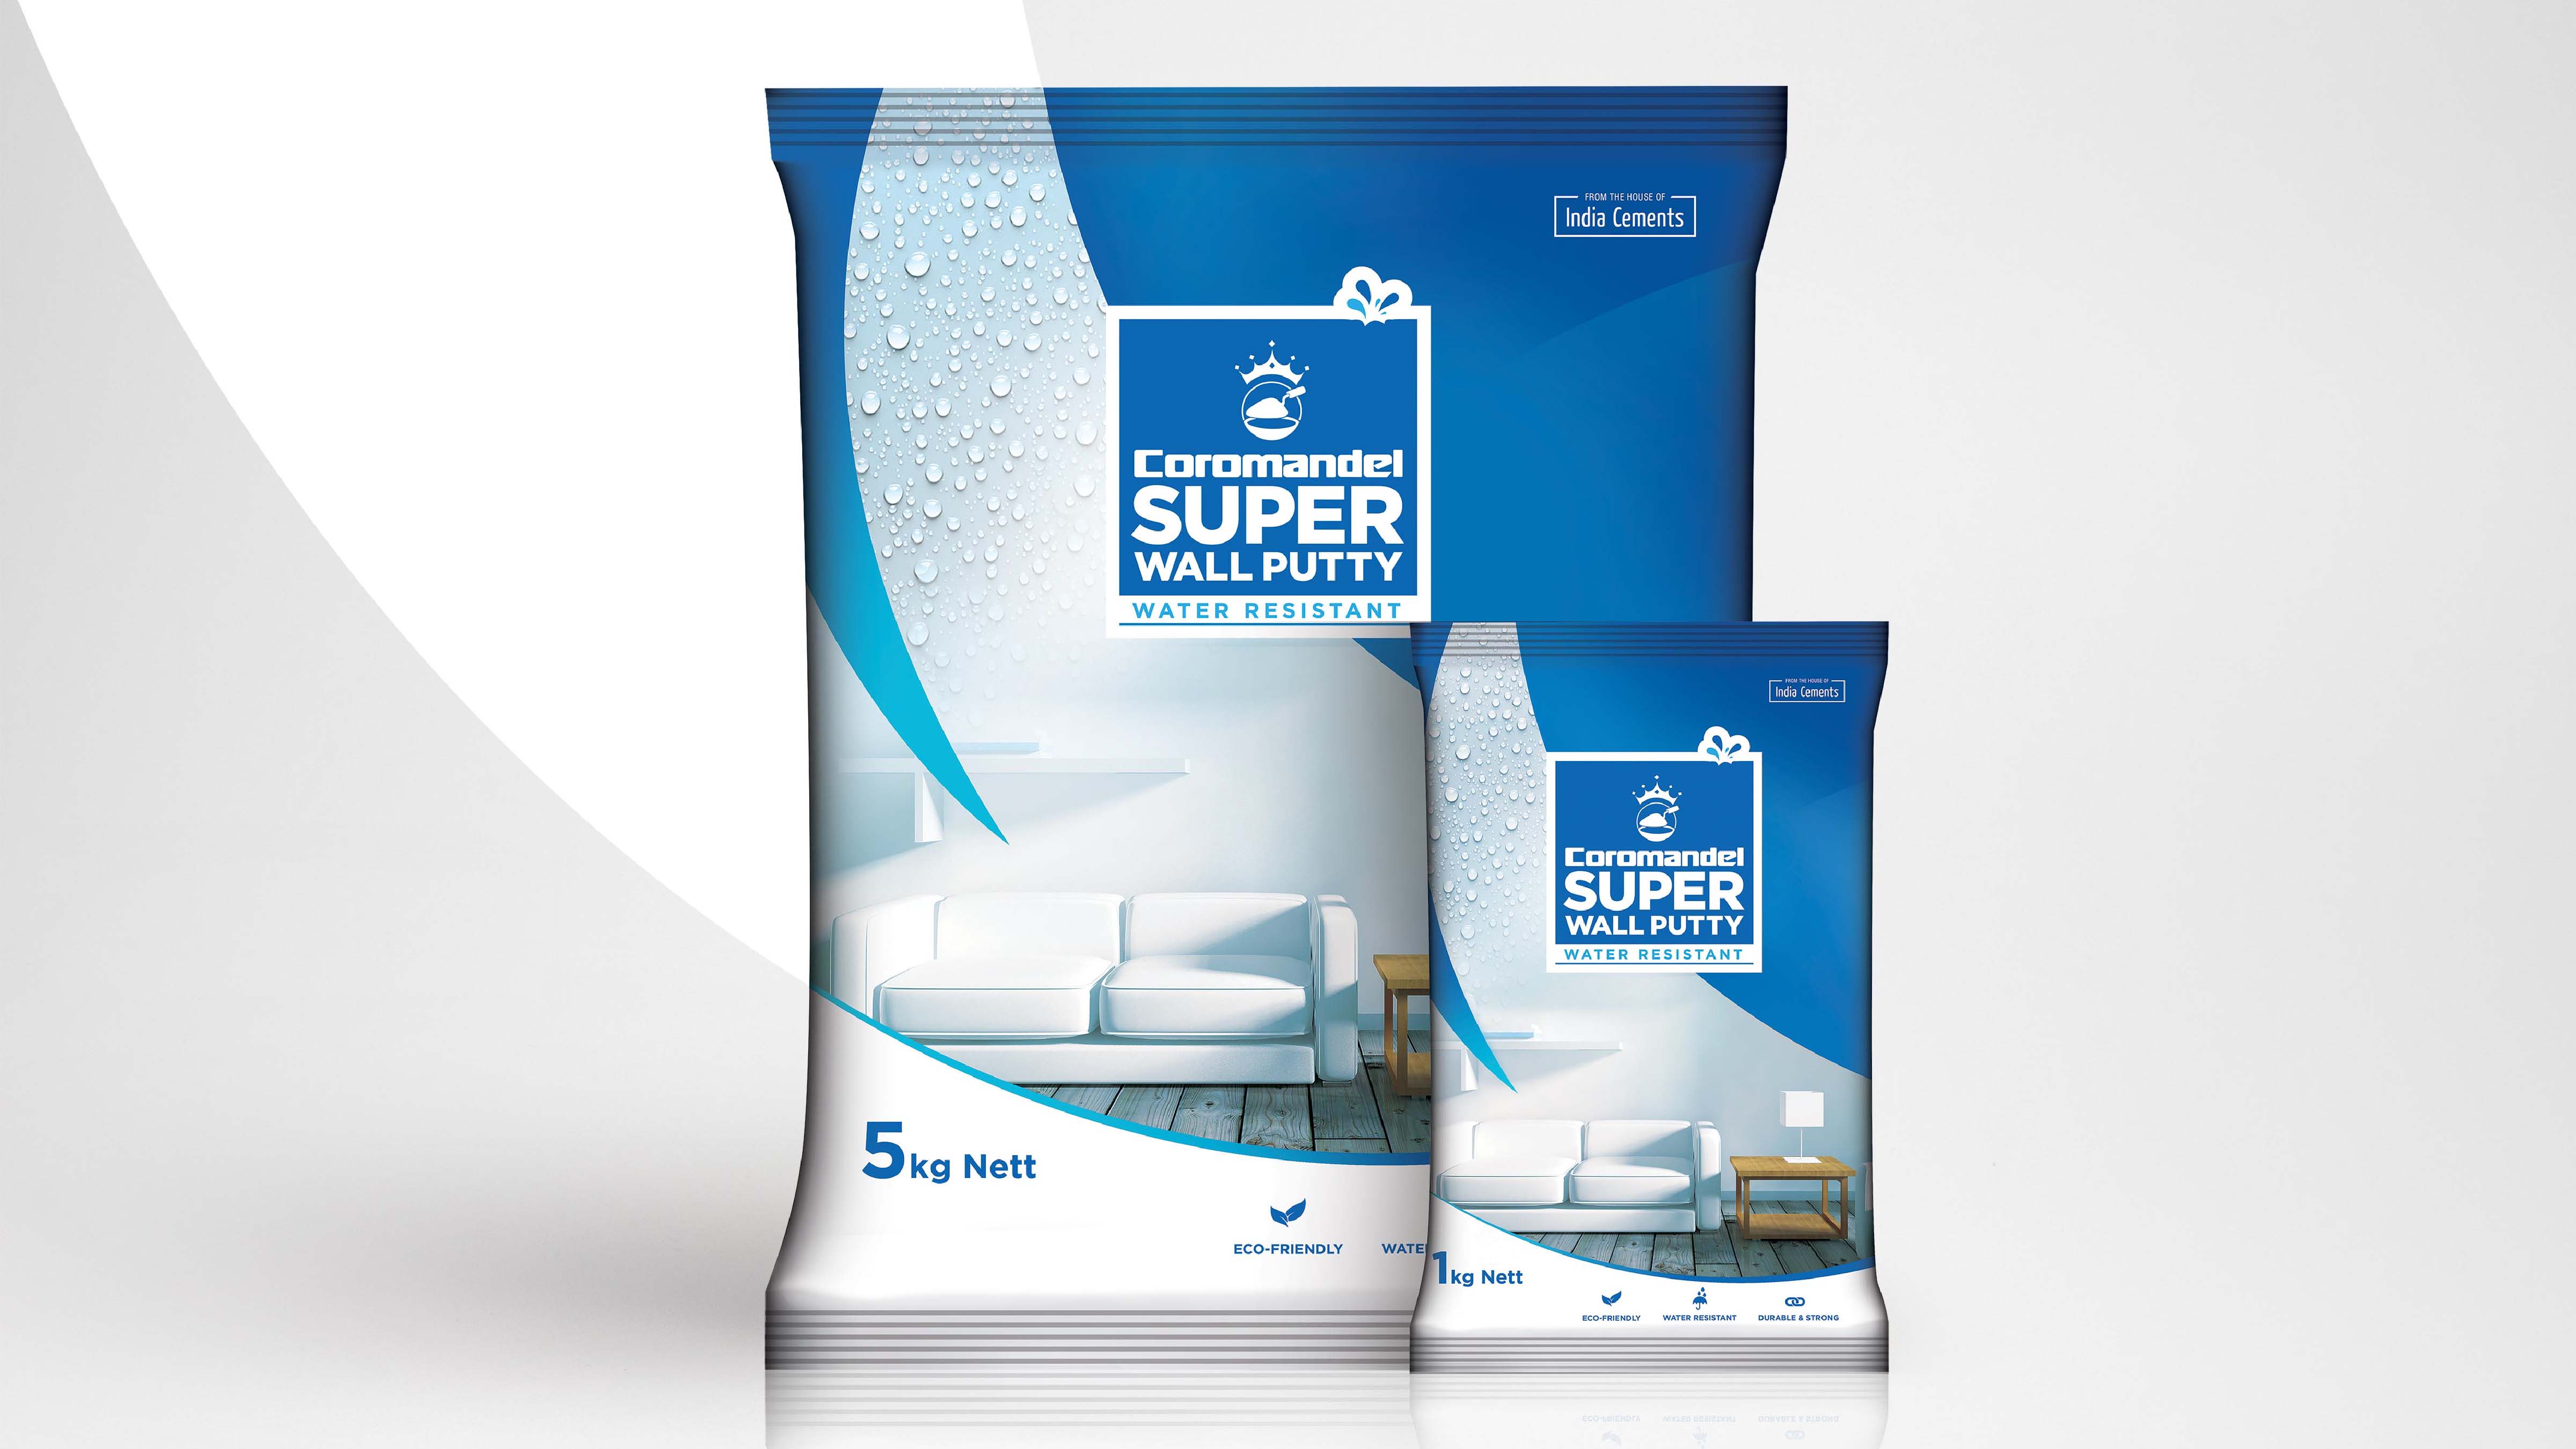 FROM THE HOUSE OF
India Cements
Coromandel
SUPER
WALL PUTTY
WATER RESISTANT
5kg Nett
ECO-FRIENDLY
WATE
FROM THE HOUSE OF
India Cements
Coromandel
SUPER
WALL PUTTY
WATER RESISTANT
1kg Nett
ECO-FRIENDLY
WATER RESISTANT
DURABLE & STRONG